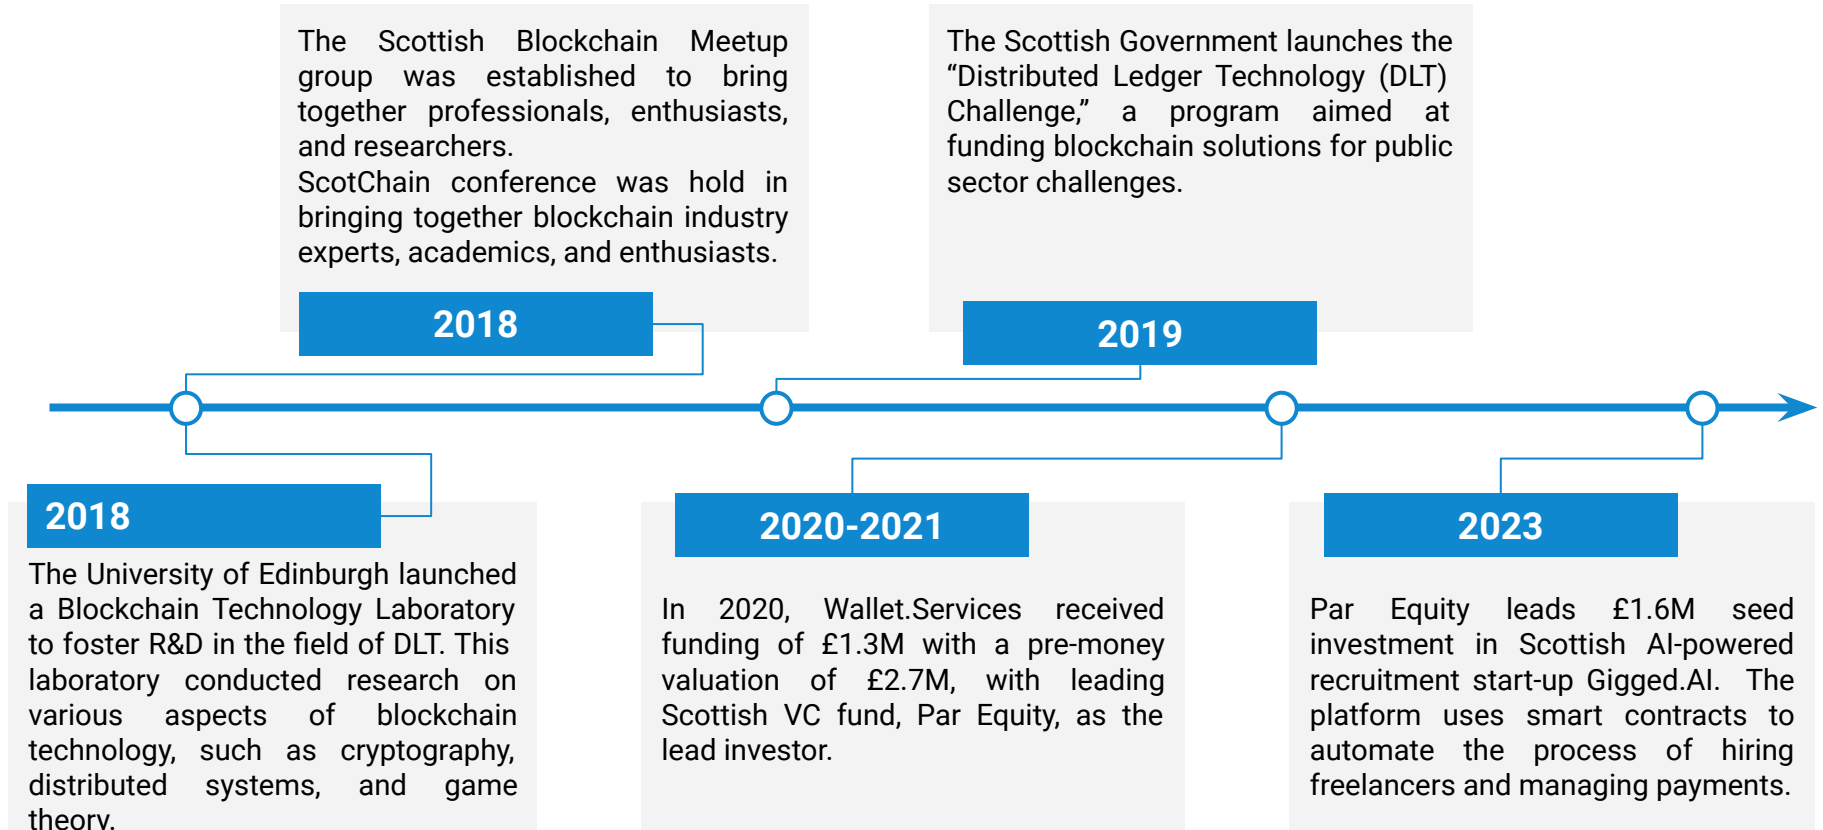 The Scottish Blockchain Meetup
group was established to bring
together professionals, enthusiasts,
and researchers.
ScotChain conference was hold in
bringing together blockchain industry
experts, academics, and enthusiasts.
2018
The Scottish Government launches the
“Distributed Ledger Technology (DLT)
Challenge,” a program aimed at
funding blockchain solutions for public
sector challenges.
2019
2018
The University of Edinburgh launched
a Blockchain Technology Laboratory
to foster R&D in the field of DLT. This
laboratory conducted research on
various aspects of blockchain
technology, such as cryptography,
distributed systems, and game
theory.
2020-2021
In 2020, Wallet.Services received
funding of £1.3M with a pre-money
valuation of £2.7M, with leading
Scottish VC fund, Par Equity, as the
lead investor.
2023
Par Equity leads £1.6M seed
investment in Scottish AI-powered
recruitment start-up Gigged.AI. The
platform uses smart contracts to
automate the process of hiring
freelancers and managing payments.